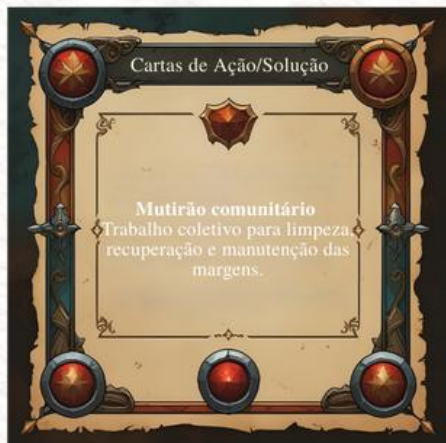 Cartas de Ação/Solução
Mutirão comunitário
Trabalho coletivo para limpeza,
recuperação e manutenção das
margens.